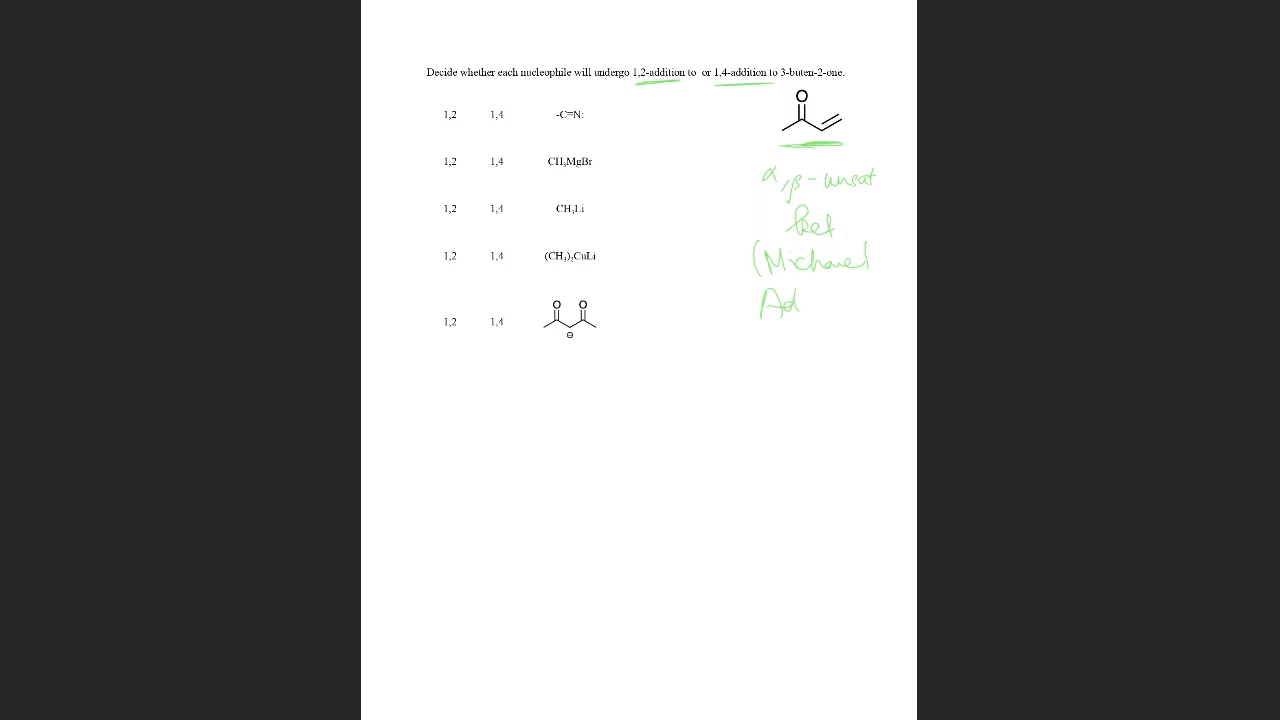 Decide whether each nucleophile will undergo 1,2-addition to or 1,4-addition to 3-buten-2-one.
O
1,2 1,4 -C≡N:
1,2 1,4 CH₃MgBr
α,β-unsat
1,2 1,4 CH₃Li
ket
1,2 1,4 (CH₃)₂CuLi
(Michael
Ad
O O
1,2 1,4
⊖